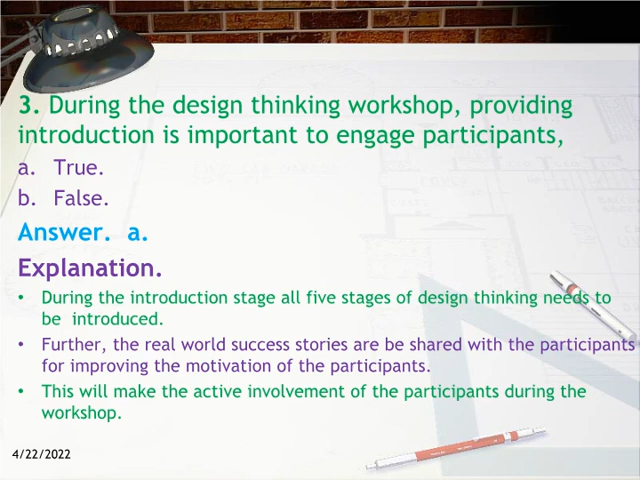 3. During the design thinking workshop, providing
introduction is important to engage participants,
a. True.
b. False.
Answer. a.
Explanation.
• During the introduction stage all five stages of design thinking needs to
be introduced.
• Further, the real world success stories are be shared with the participants
for improving the motivation of the participants.
• This will make the active involvement of the participants during the
workshop.
4/22/2022